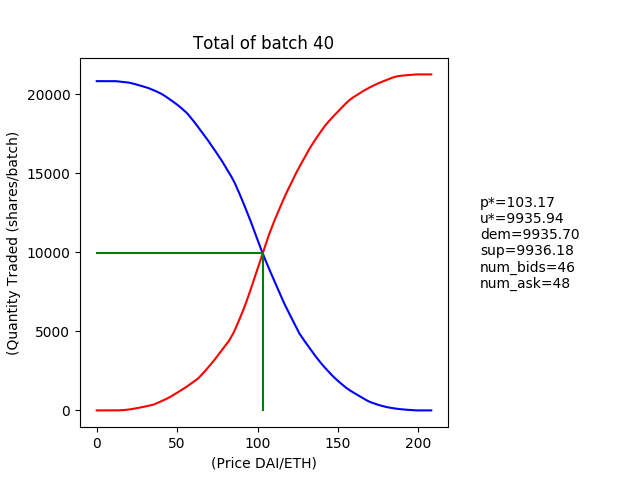 Total of batch 40
(Quantity Traded (shares/batch)
20000
15000
10000
5000
0
0 50 100 150 200
(Price DAI/ETH)
p*=103.17
u*=9935.94
dem=9935.70
sup=9936.18
num_bids=46
num_ask=48